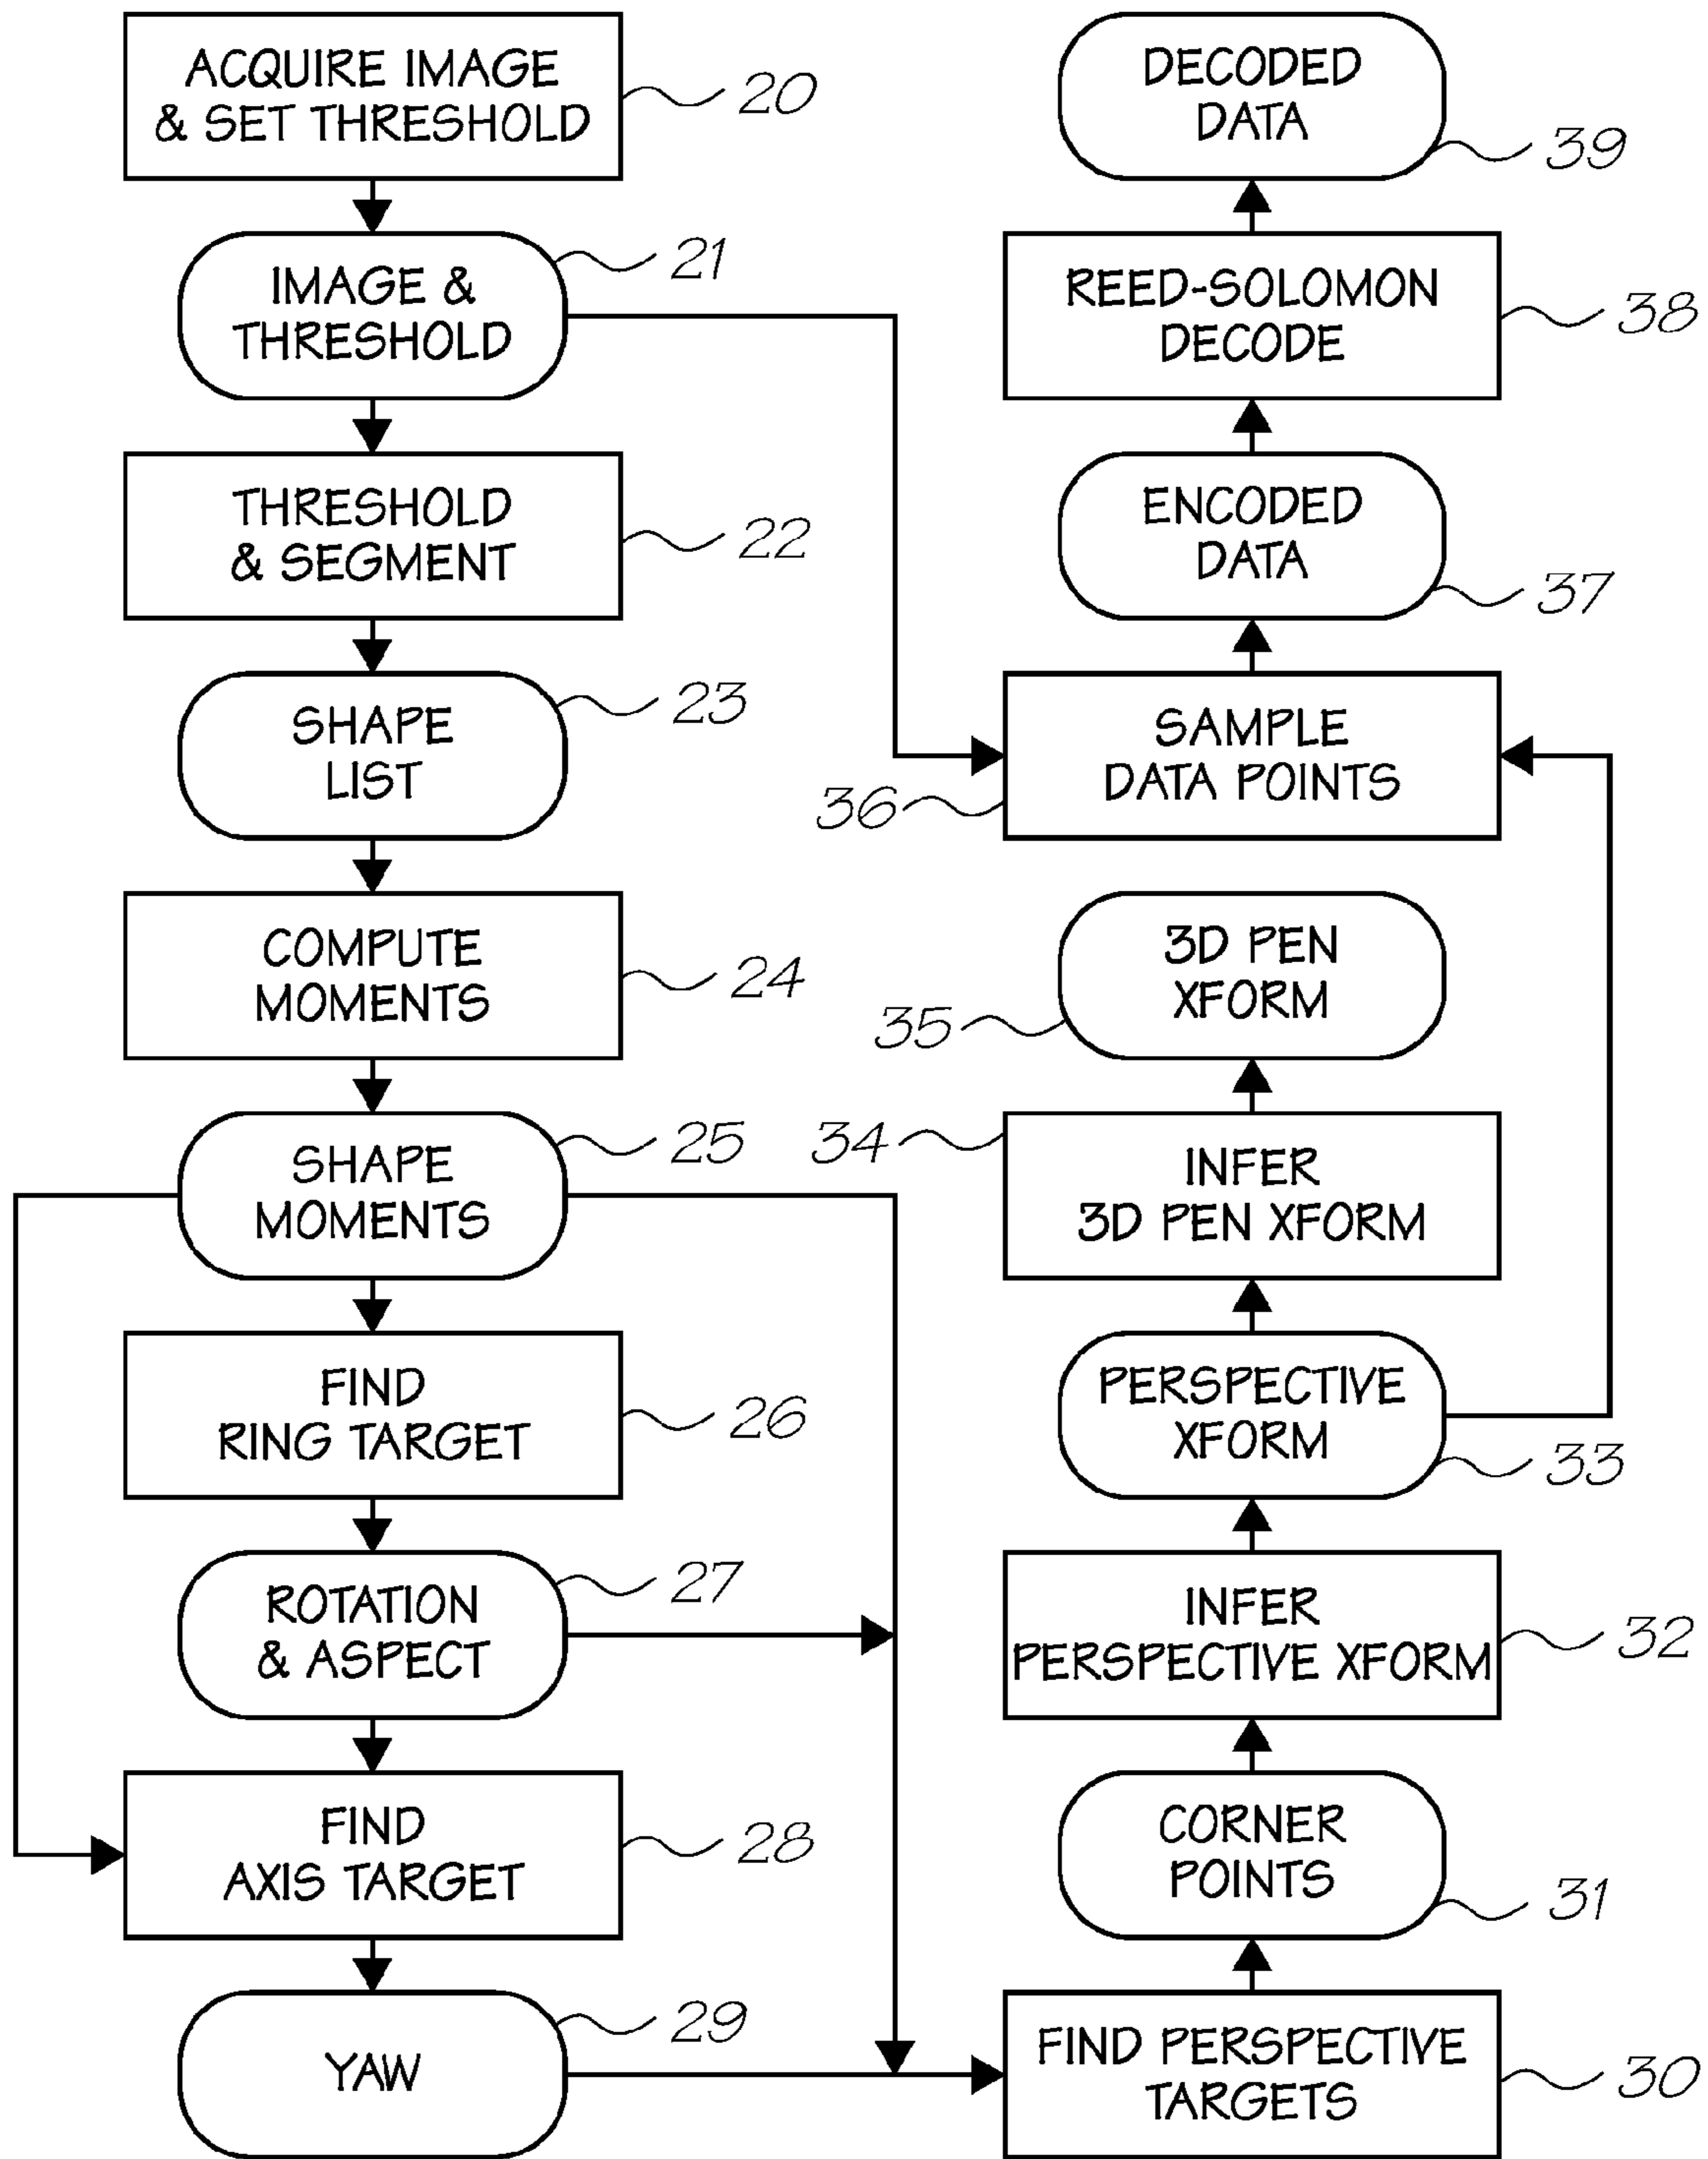 ACQUIRE IMAGE
& SET THRESHOLD
20
IMAGE &
THRESHOLD
21
THRESHOLD
& SEGMENT
22
SHAPE
LIST
23
COMPUTE
MOMENTS
24
SHAPE
MOMENTS
25
FIND
RING TARGET
26
ROTATION
& ASPECT
27
FIND
AXIS TARGET
28
YAW
29
DECODED
DATA
39
REED-SOLOMON
DECODE
38
ENCODED
DATA
37
SAMPLE
DATA POINTS
36
3D PEN
XFORM
35
INFER
3D PEN XFORM
34
PERSPECTIVE
XFORM
33
INFER
PERSPECTIVE XFORM
32
CORNER
POINTS
31
FIND PERSPECTIVE
TARGETS
30